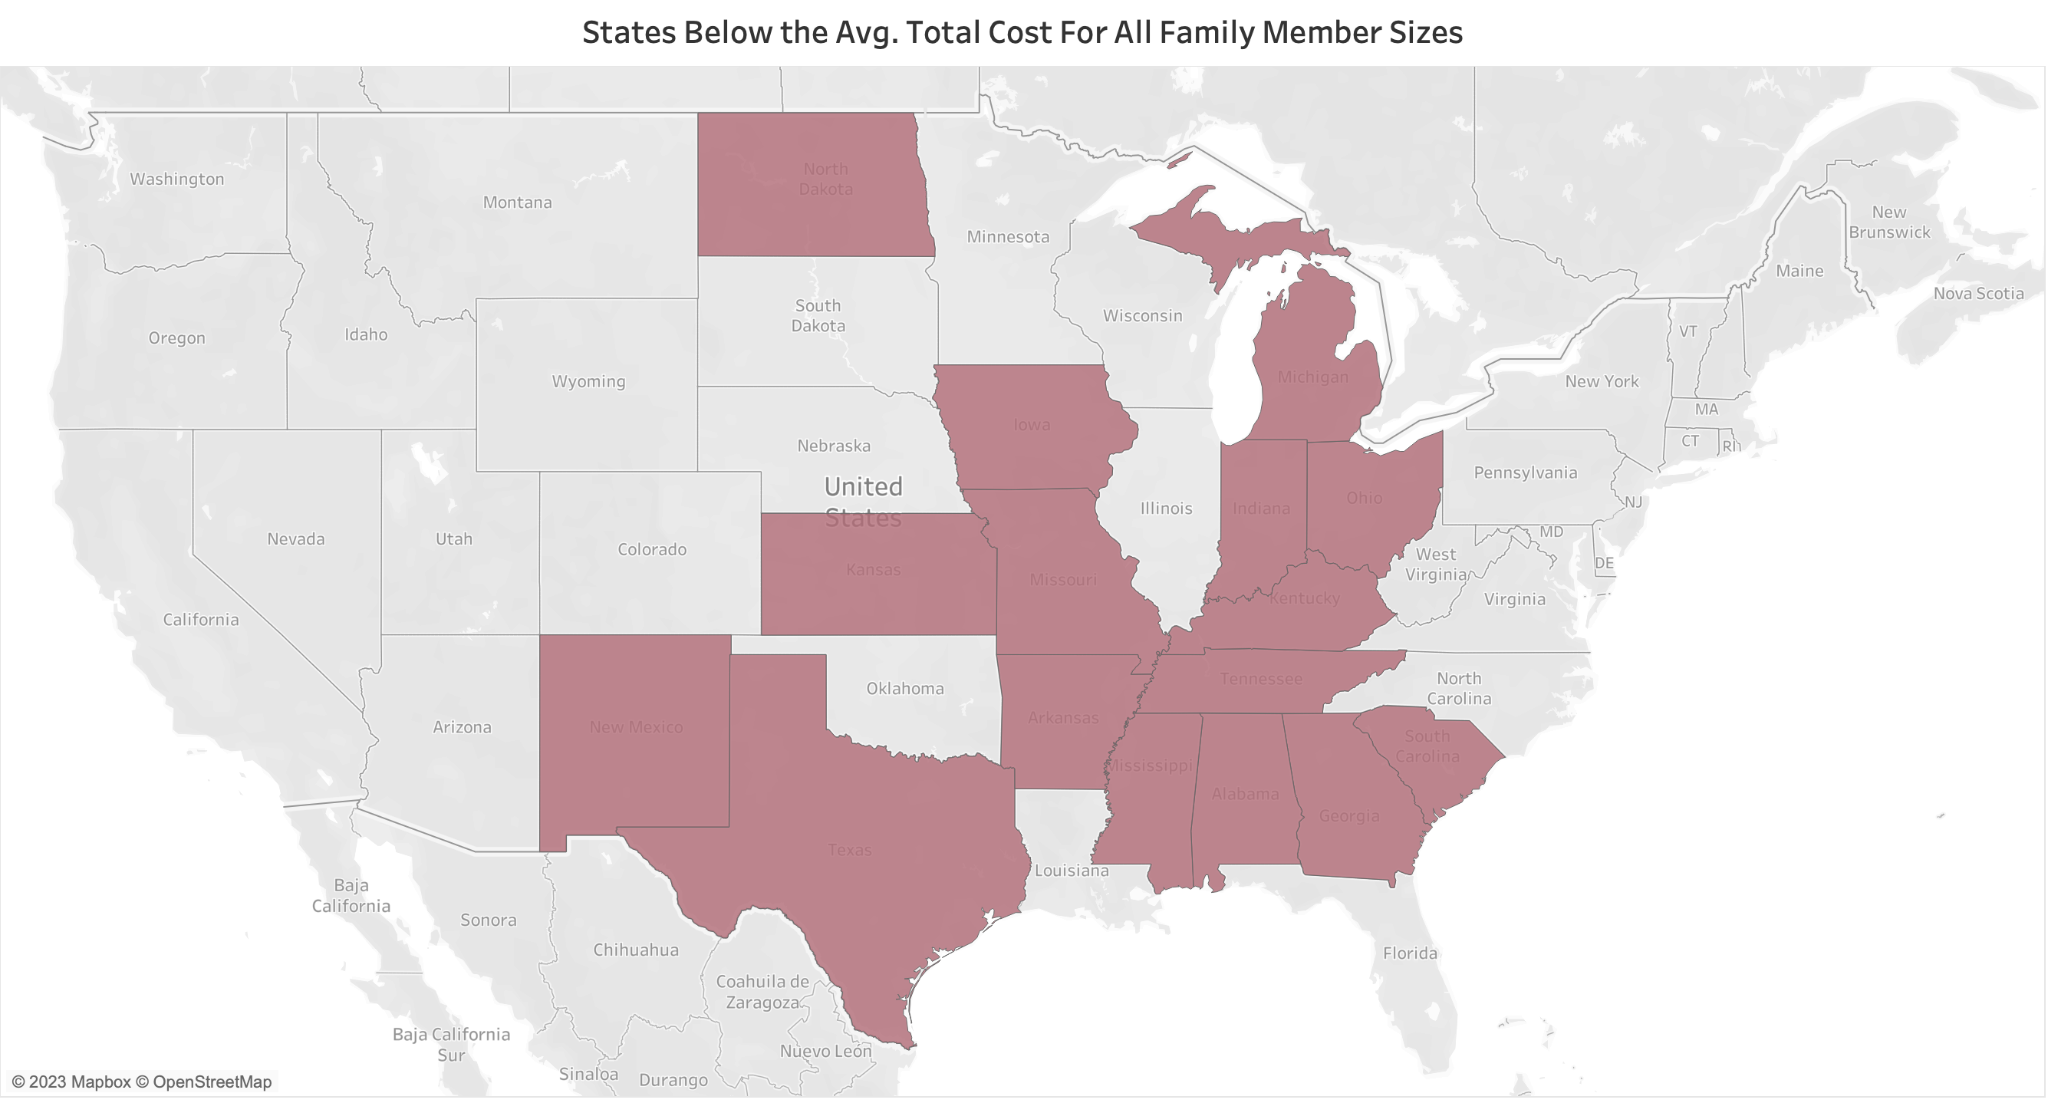 States Below the Avg. Total Cost For All Family Member Sizes
Washington
Montana
North
Dakota
Minnesota
New
Brunswick
Maine
Nova Scotia
Oregon
Idaho
South
Dakota
Wisconsin
VT
Wyoming
Michigan
New York
MA
Iowa
Nebraska
CT
RI
Pennsylvania
United
States
Ohio
NJ
Illinois
Indiana
MD
Nevada
Utah
Colorado
West
Virginia
DE
Kansas
Missouri
Kentucky
Virginia
California
Oklahoma
Tennessee
North
Carolina
Arizona
New Mexico
Arkansas
South
Carolina
Mississippi
Alabama
Georgia
Texas
Louisiana
Baja
California
Sonora
Chihuahua
Florida
Coahuila de
Zaragoza
Baja California
Sur
Nuevo León
Sinaloa
Durango
© 2023 Mapbox © OpenStreetMap